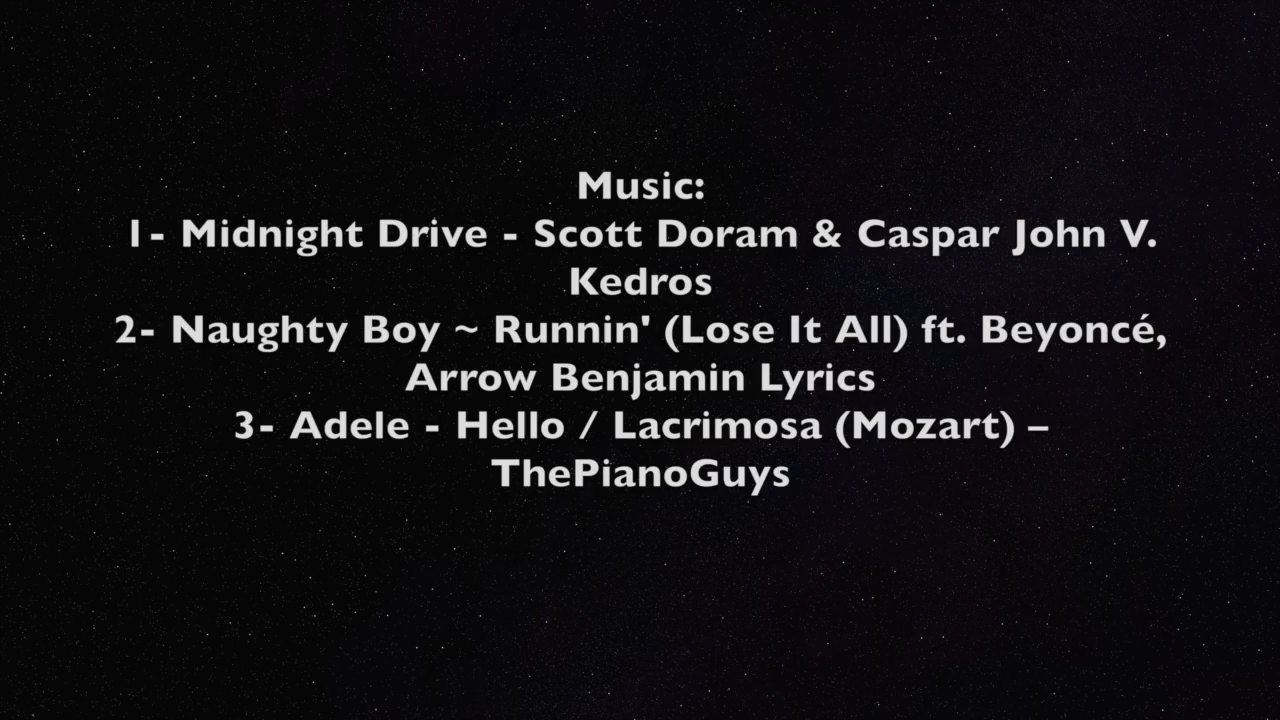 Music:
1- Midnight Drive - Scott Doram & Caspar John V.
Kedros
2- Naughty Boy ~ Runnin' (Lose It All) ft. Beyoncé,
Arrow Benjamin Lyrics
3- Adele - Hello / Lacrimosa (Mozart) –
ThePianoGuys